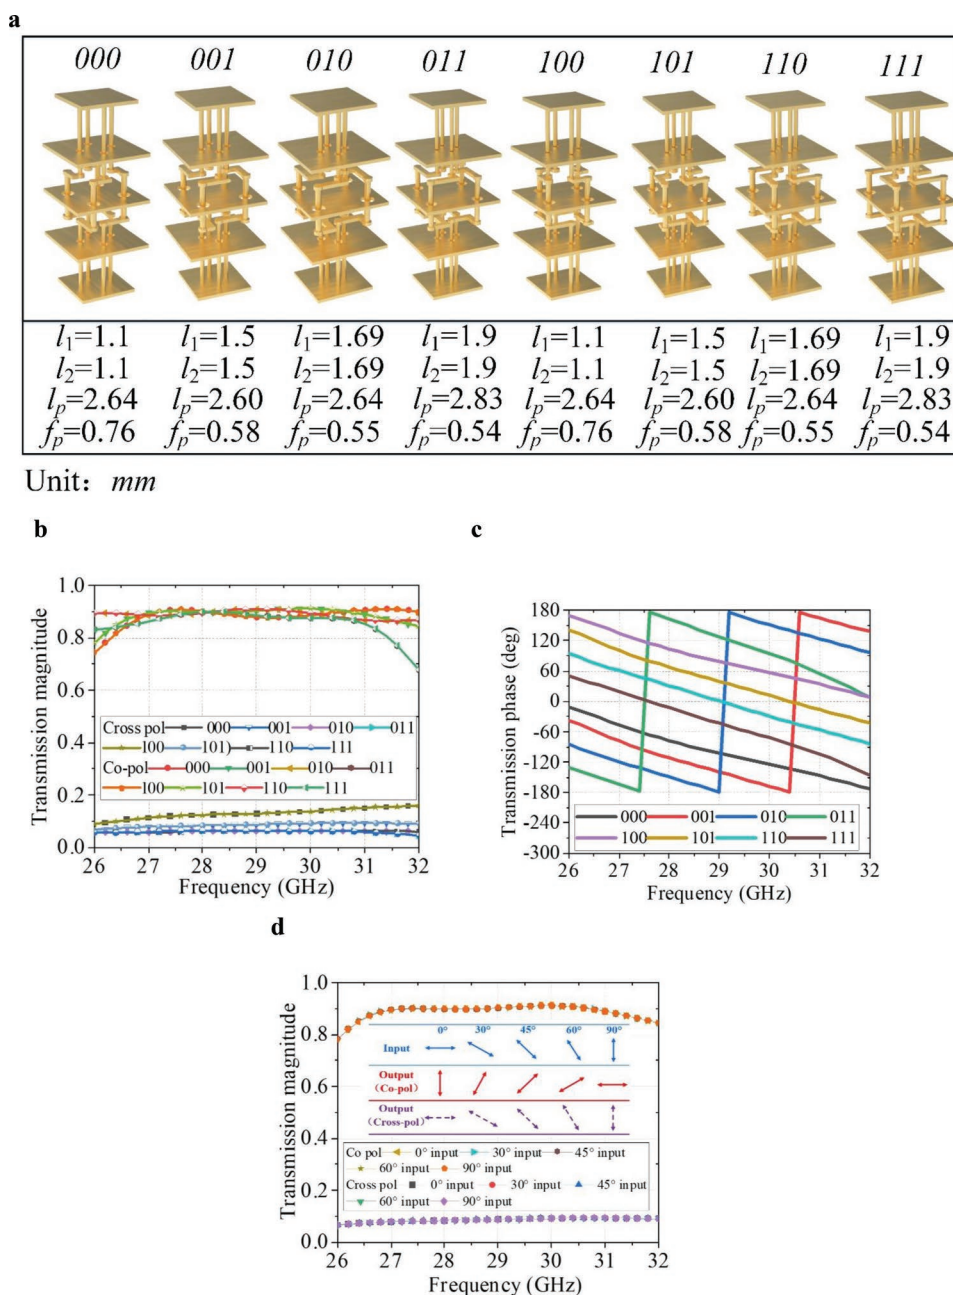 a
000 001 010 011 100 101 110 111
l1=1.1 l1=1.5 l1=1.69 l1=1.9 l1=1.1 l1=1.5 l1=1.69 l1=1.9
l2=1.1 l2=1.5 l2=1.69 l2=1.9 l2=1.1 l2=1.5 l2=1.69 l2=1.9
lp=2.64 lp=2.60 lp=2.64 lp=2.83 lp=2.64 lp=2.60 lp=2.64 lp=2.83
fp=0.76 fp=0.58 fp=0.55 fp=0.54 fp=0.76 fp=0.58 fp=0.55 fp=0.54
Unit: mm
b
Transmission magnitude
1.0
0.8
0.6
0.4
0.2
0.0
Cross pol 000 001 010 011
100 101) 110 111
Co-pol 000 001 010 011
100 101 110 111
26 27 28 29 30 31 32
Frequency (GHz)
c
Transmission phase (deg)
180
120
60
0
-60
-120
-180
-240
-300
000 001 010 011
100 101 110 111
26 27 28 29 30 31 32
Frequency (GHz)
d
Transmission magnitude
1.0
0.8
0.6
0.4
0.2
0.0
0° 30° 45° 60° 90°
Input
Output
(Co-pol)
Output
(Cross-pol)
Co pol 0° input 30° input 45° input
60° input 90° input
Cross pol 0° input 30° input 45° input
60° input 90° input
26 27 28 29 30 31 32
Frequency (GHz)